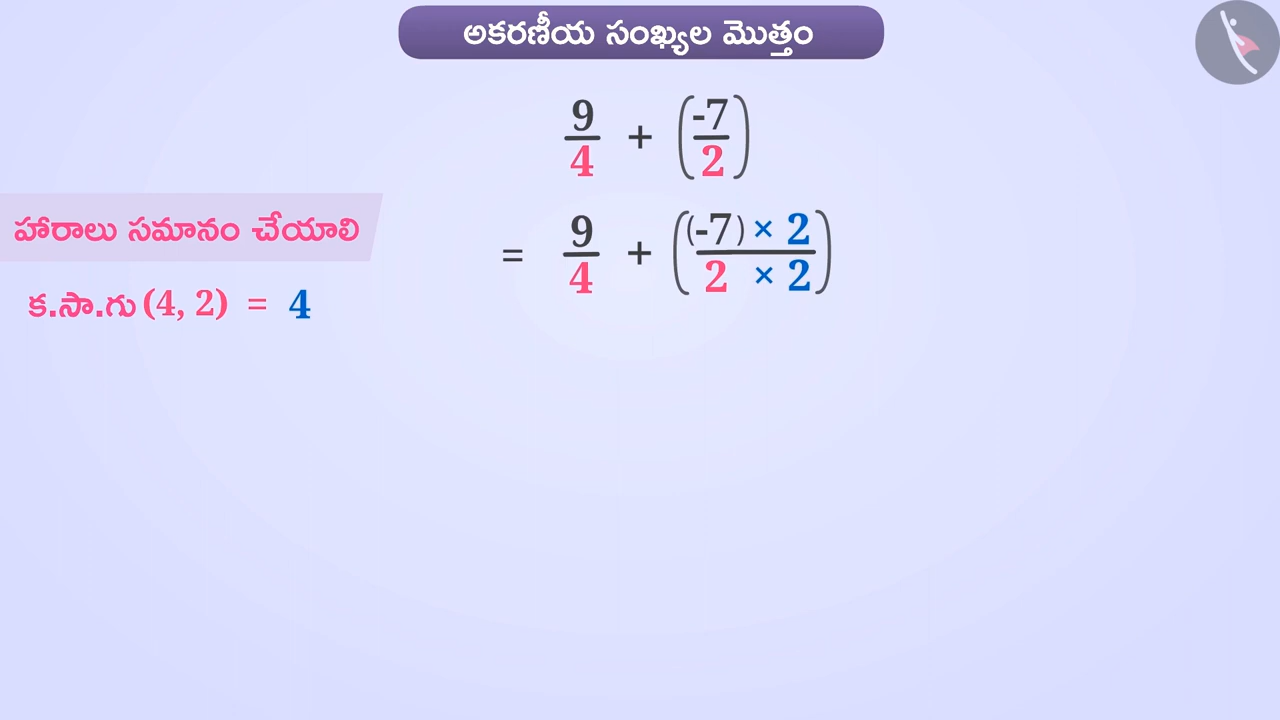 అకరణీయ సంఖ్యల మొత్తం
9/4 + (-7/2)
హారాలు సమానం చేయాలి
= 9/4 + ((-7) × 2 / 2 × 2)
క.సా.గు (4, 2) = 4